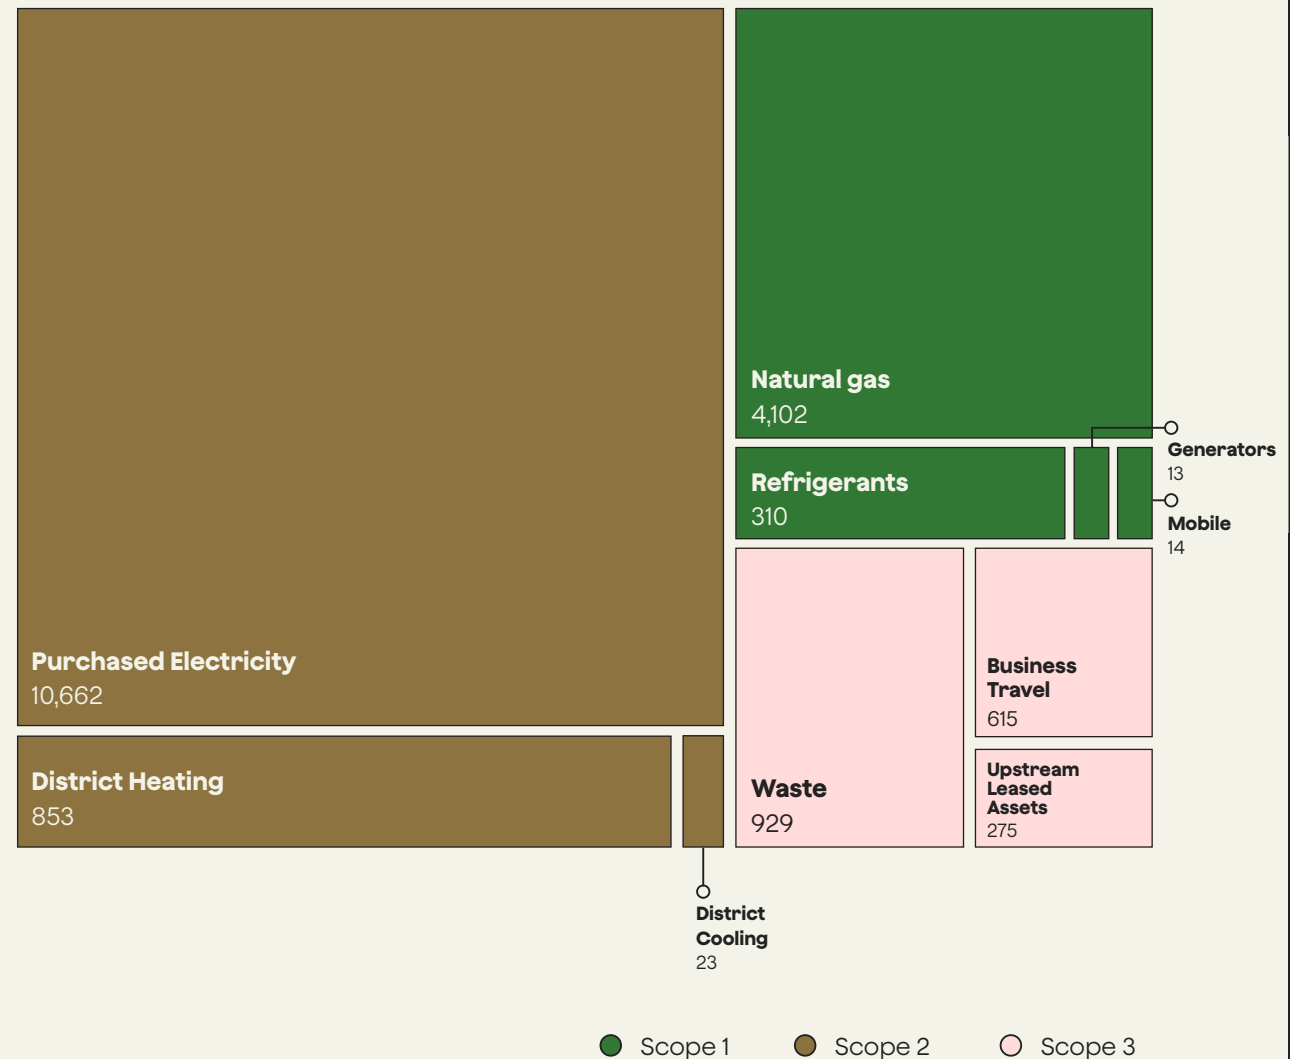 Natural gas
4,102
Generators
13
Refrigerants
310
Mobile
14
Purchased Electricity
10,662
Business
Travel
615
District Heating
853
Waste
929
Upstream
Leased
Assets
275
District
Cooling
23
Scope 1
Scope 2
Scope 3